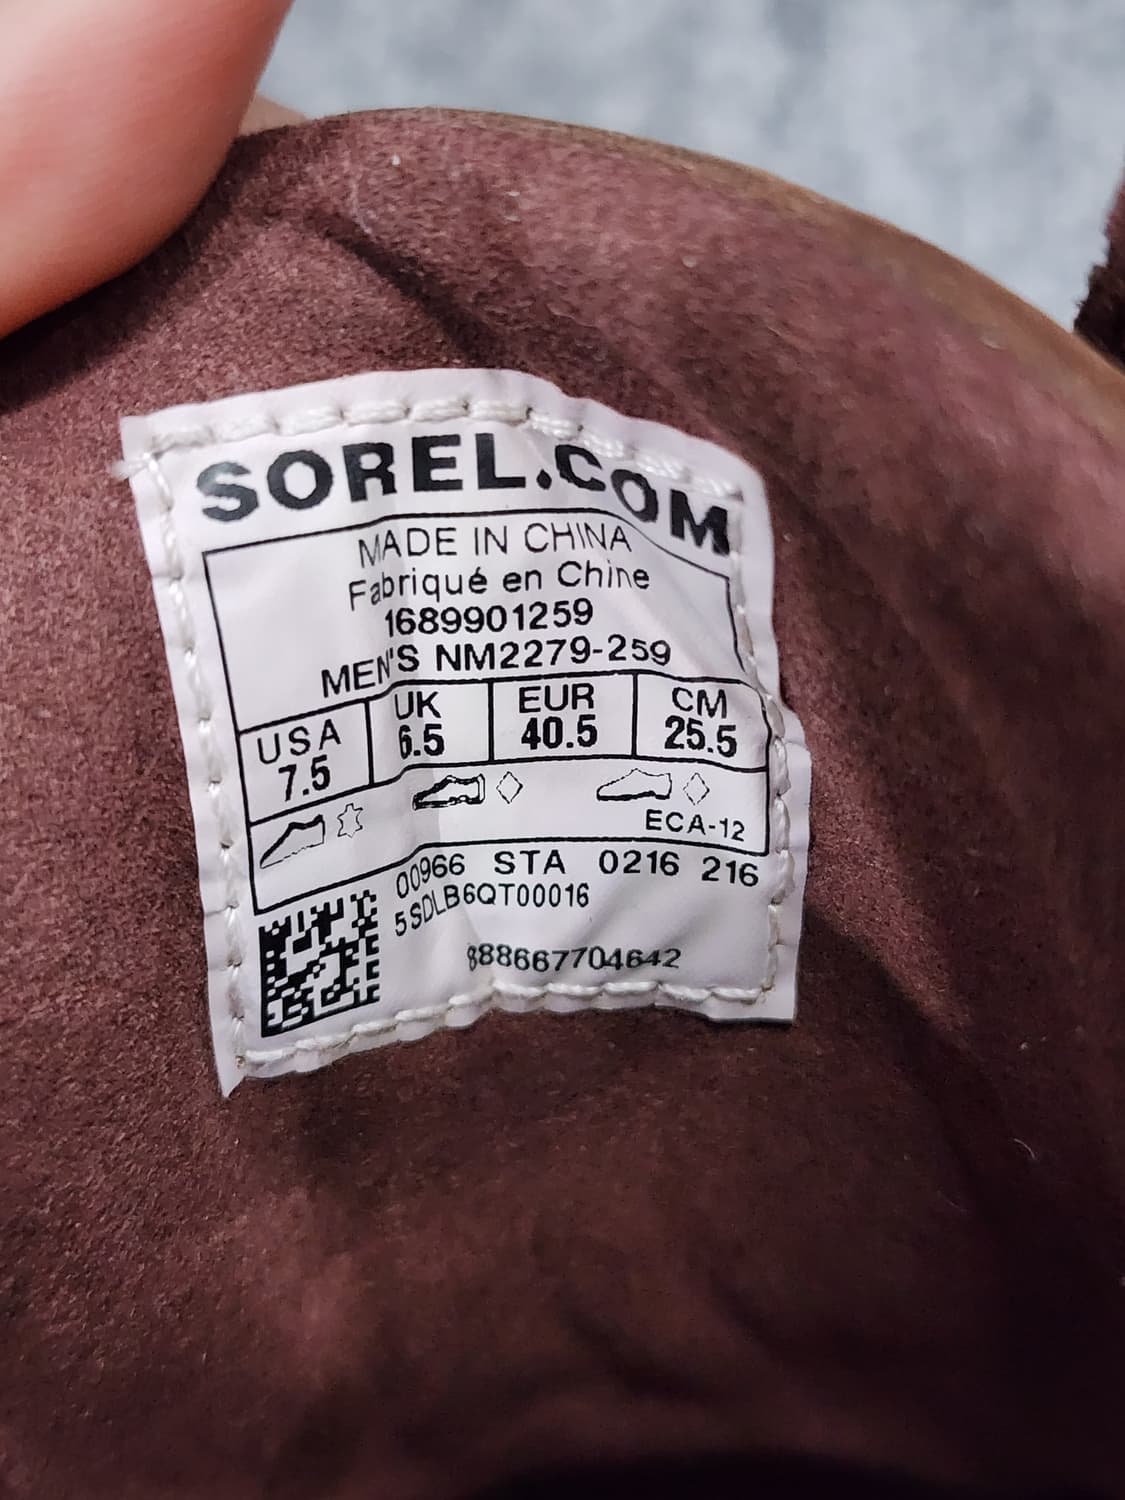 SOREL.COM
MADE IN CHINA
Fabriqué en Chine
1689901259
MEN'S NM2279-259
USA UK EUR CM
7.5 6.5 40.5 25.5
ECA-12
00966 STA 0216 216
5SDLB6QT00016
888667704642